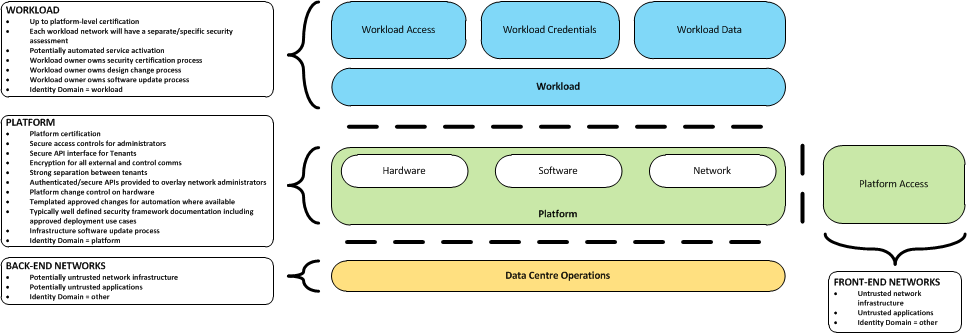 WORKLOAD
• Up to platform-level certification
• Each workload network will have a separate/specific security
assessment
• Potentially automated service activation
• Workload owner owns security certification process
• Workload owner owns design change process
• Workload owner owns software update process
• Identity Domain = workload
Workload Access
Workload Credentials
Workload Data
Workload
PLATFORM
• Platform certification
• Secure access controls for administrators
• Secure API interface for Tenants
• Encryption for all external and control comms
• Strong separation between tenants
• Authenticated/secure APIs provided to overlay network administrators
• Platform change control on hardware
• Templated approved changes for automation where available
• Typically well defined security framework documentation including
approved deployment use cases
• Infrastructure software update process
• Identity Domain = platform
Hardware
Software
Network
Platform
Platform Access
BACK-END NETWORKS
• Potentially untrusted network infrastructure
• Potentially untrusted applications
• Identity Domain = other
Data Centre Operations
FRONT-END NETWORKS
• Untrusted network
infrastructure
• Untrusted applications
• Identity Domain = other